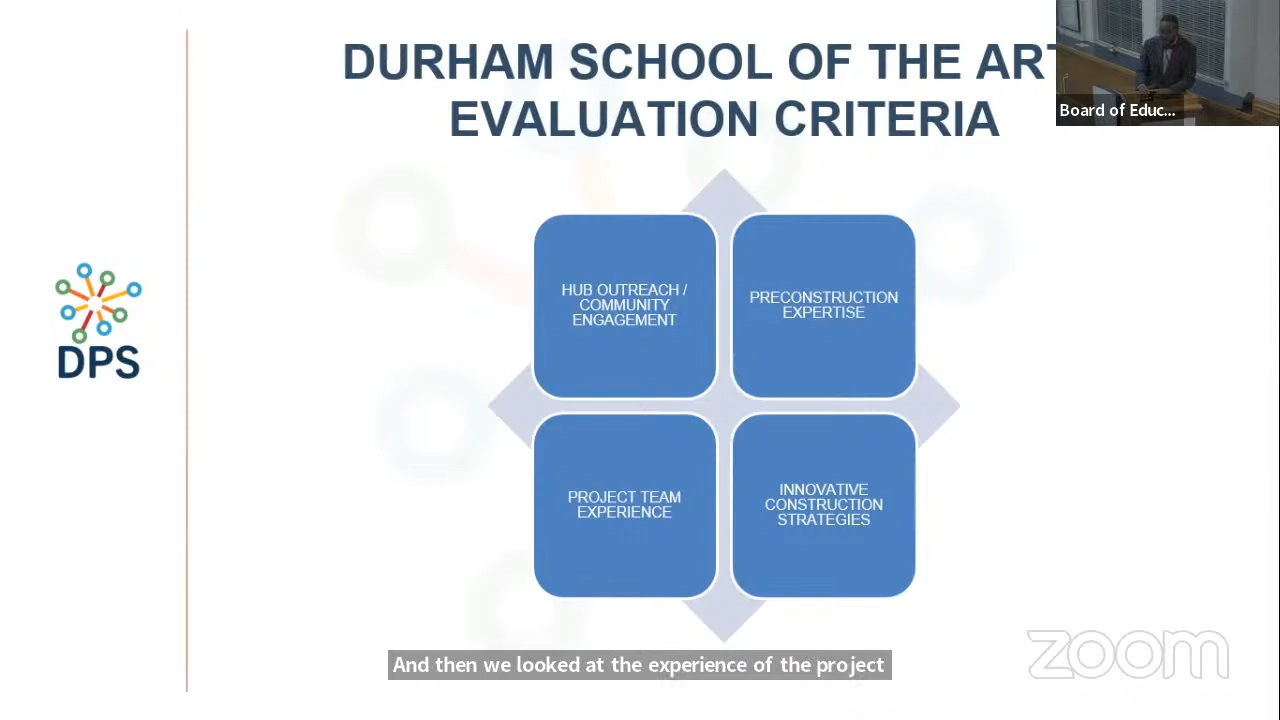 DURHAM SCHOOL OF THE ART
EVALUATION CRITERIA
Board of Educ...
HUB OUTREACH /
COMMUNITY
ENGAGEMENT
PRECONSTRUCTION
EXPERTISE
DPS
PROJECT TEAM
EXPERIENCE
INNOVATIVE
CONSTRUCTION
STRATEGIES
And then we looked at the experience of the project
zoom